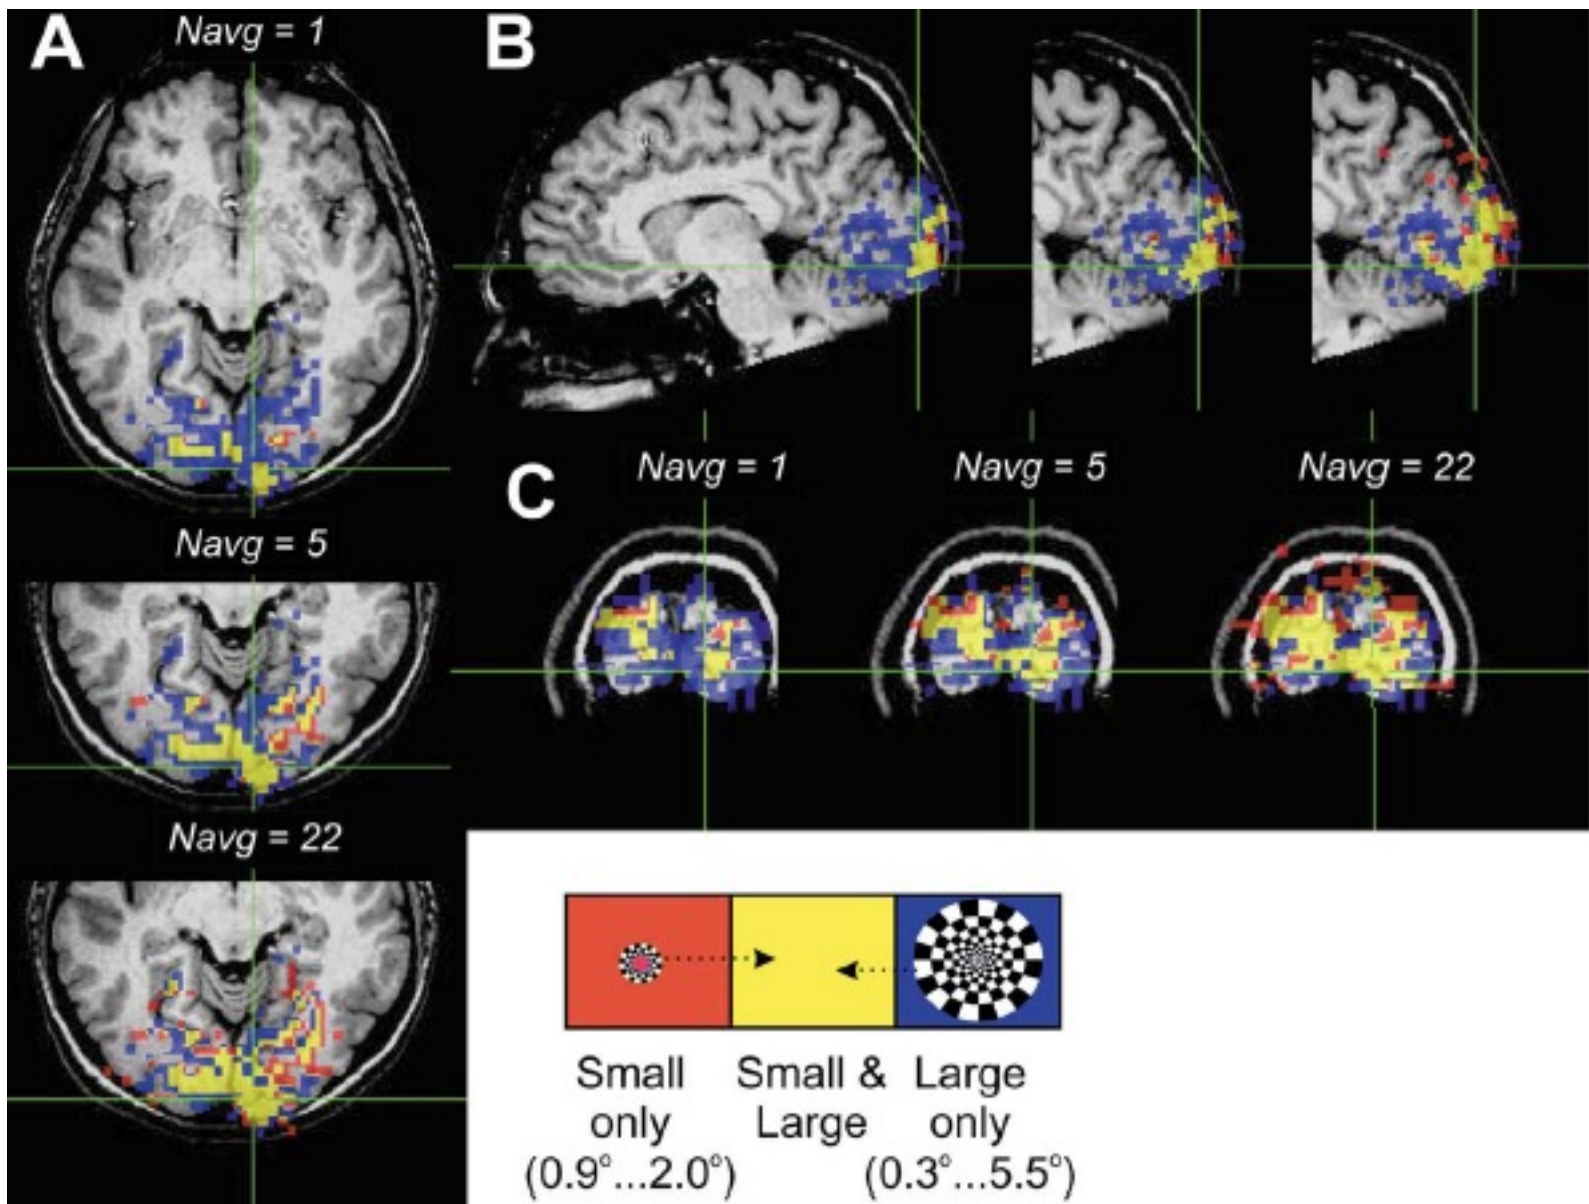 A
Navg = 1
B
Navg = 5
Navg = 22
C
Navg = 1
Navg = 5
Navg = 22
Small only (0.9°...2.0°)
Small & Large
Large only (0.3°...5.5°)